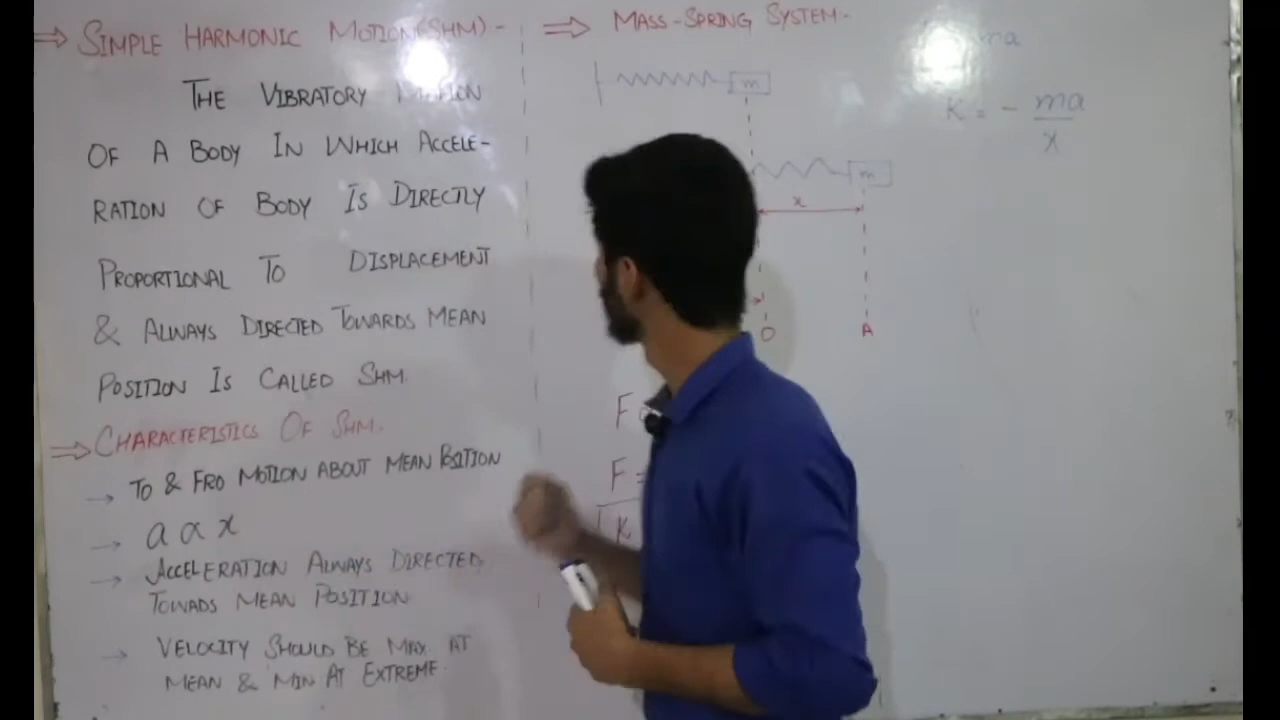 ⇒ SIMPLE HARMONIC MOTION (SHM) -
THE VIBRATORY MOTION
OF A BODY IN WHICH ACCELE-
RATION OF BODY IS DIRECTLY
PROPORTIONAL TO DISPLACEMENT
& ALWAYS DIRECTED TOWARDS MEAN
POSITION IS CALLED SHM.
⇒ CHARACTERISTICS OF SHM.
→ TO & FRO MOTION ABOUT MEAN POSITION
→ a α x
→ ACCELERATION ALWAYS DIRECTED
TOWADS MEAN POSITION
→ VELOCITY SHOULD BE MAX. AT
MEAN & MIN AT EXTREME.
⇒ MASS-SPRING SYSTEM-
m
m
x
O A
F
F =
K
ma
K = - ma
x